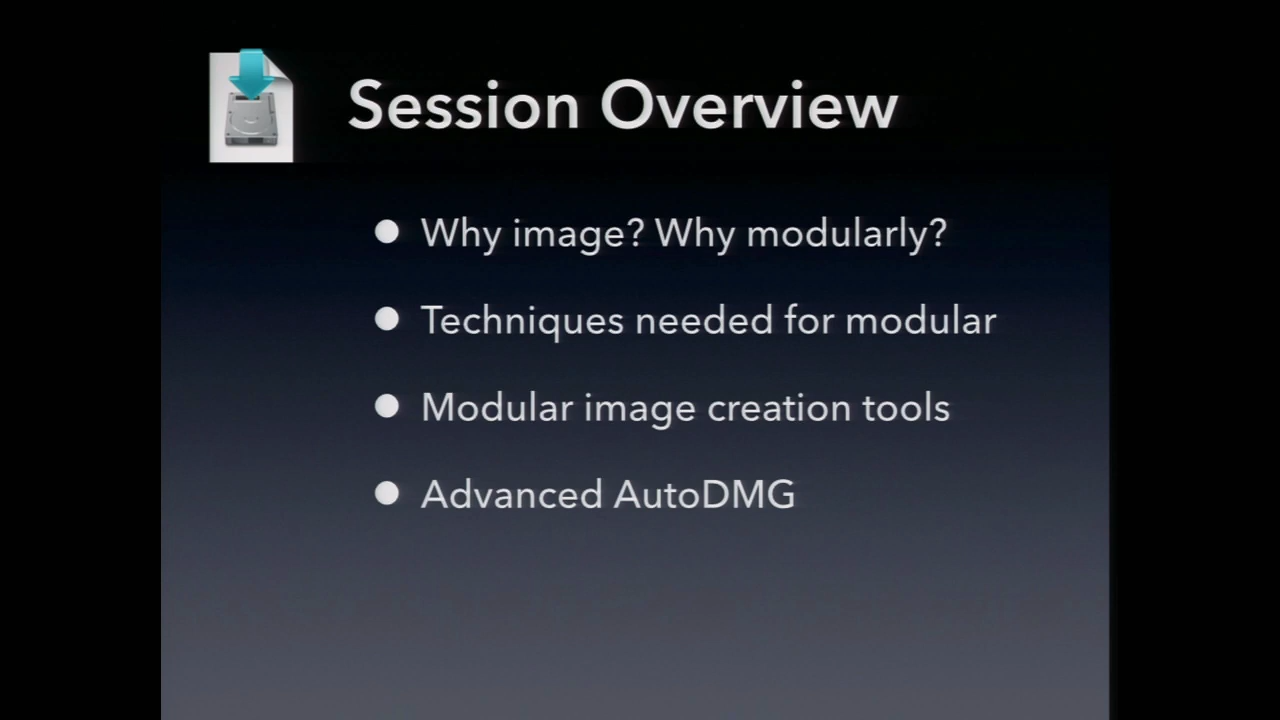 Session Overview
Why image? Why modularly?
Techniques needed for modular
Modular image creation tools
Advanced AutoDMG